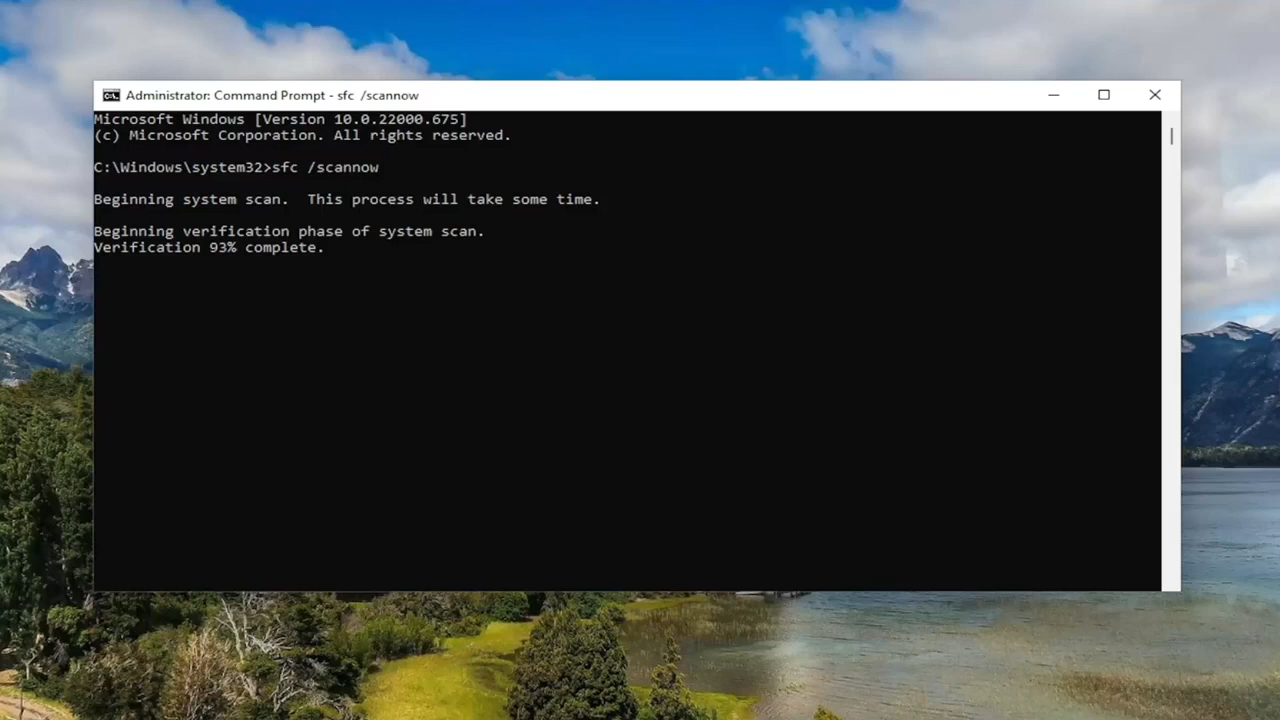 Administrator: Command Prompt - sfc  /scannow
Microsoft Windows [Version 10.0.22000.675]
(c) Microsoft Corporation. All rights reserved.
C:\Windows\system32>sfc /scannow
Beginning system scan.  This process will take some time.
Beginning verification phase of system scan.
Verification 93% complete.